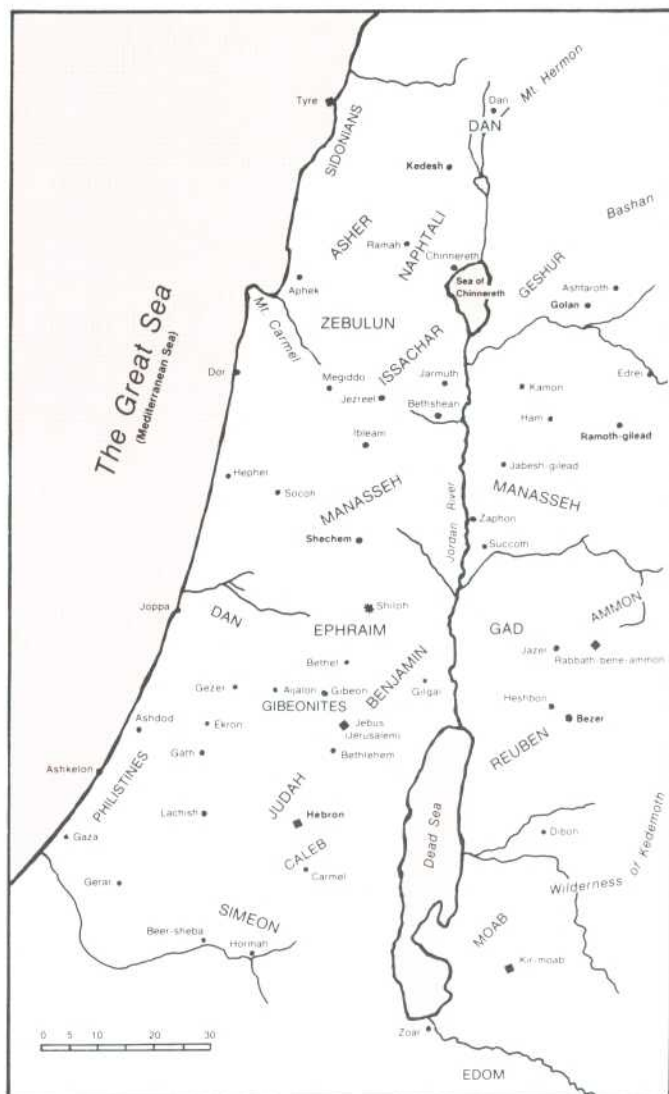 Tyre
SIDONIANS
Dan
Mt. Hermon
DAN
Kedesh
Bashan
ASHER
Ramah
NAPHTALI
Chinnereth
Sea of
Chinnereth
GESHUR
Ashtaroth
Golan
Aphek
The Great Sea
(Mediterranean Sea)
Mt. Carmel
ZEBULUN
ISSACHAR
Dor
Megiddo
Jarmuth
Kamon
Edrei
Jezreel
Bethshean
Ham
Ramoth-gilead
Ibleam
Jabesh-gilead
Hepher
Socoh
MANASSEH
MANASSEH
Jordan River
Zaphon
Shechem
Succoth
Joppa
DAN
Shiloh
EPHRAIM
GAD
AMMON
Jazer
Rabbath-bene-ammon
Bethel
BENJAMIN
Gezer
Aijalon
Gibeon
Gilgal
GIBEONITES
Heshbon
Bezer
Ashdod
Ekron
Jebus
(Jerusalem)
REUBEN
Gath
Bethlehem
Ashkelon
PHILISTINES
JUDAH
Lachish
Hebron
Dead Sea
Gaza
Dibon
CALEB
Carmel
Gerar
Wilderness of Kedemoth
SIMEON
MOAB
Beer-sheba
Hormah
Kir-moab
0 5 10 20 30
Zoar
EDOM